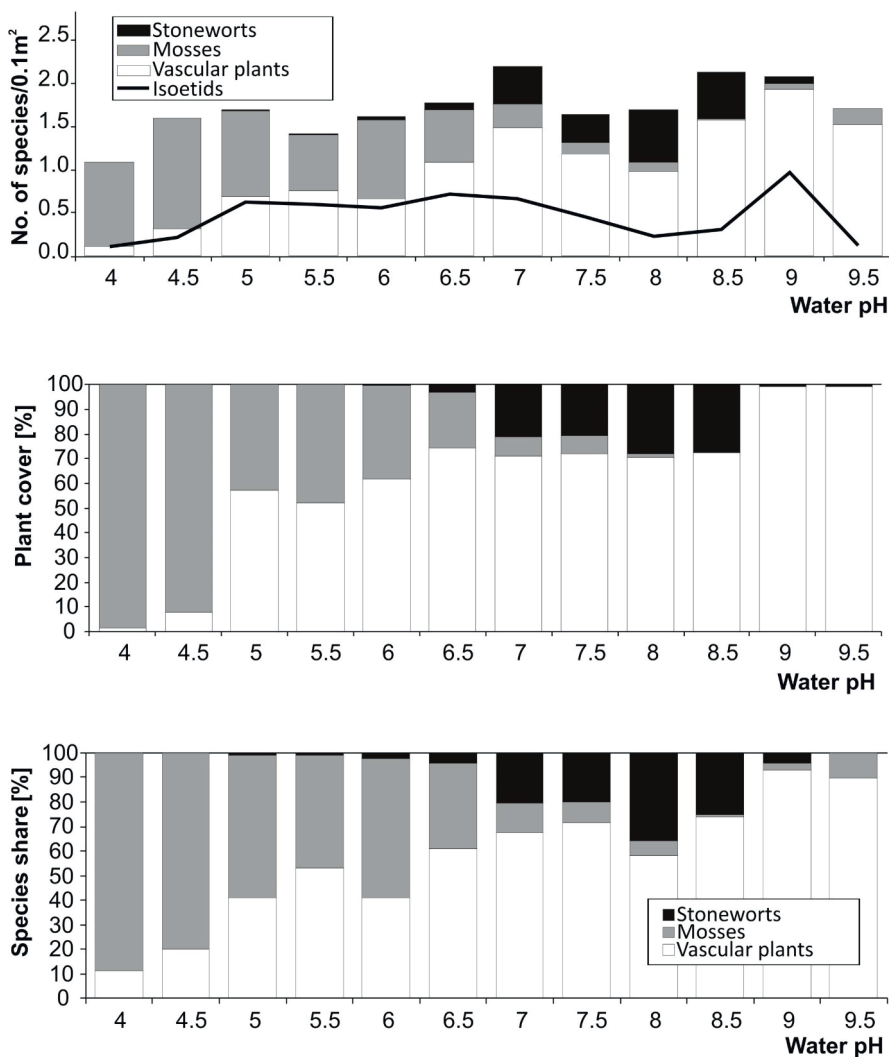 Stoneworts
Mosses
Vascular plants
Isoetids
No. of species/0.1m²
2.5
2.0
1.5
1.0
0.5
0.0
4 4.5 5 5.5 6 6.5 7 7.5 8 8.5 9 9.5
Water pH
Plant cover [%]
100
90
80
70
60
50
40
30
20
10
0
4 4.5 5 5.5 6 6.5 7 7.5 8 8.5 9 9.5
Water pH
Species share [%]
100
90
80
70
60
50
40
30
20
10
0
Stoneworts
Mosses
Vascular plants
4 4.5 5 5.5 6 6.5 7 7.5 8 8.5 9 9.5
Water pH